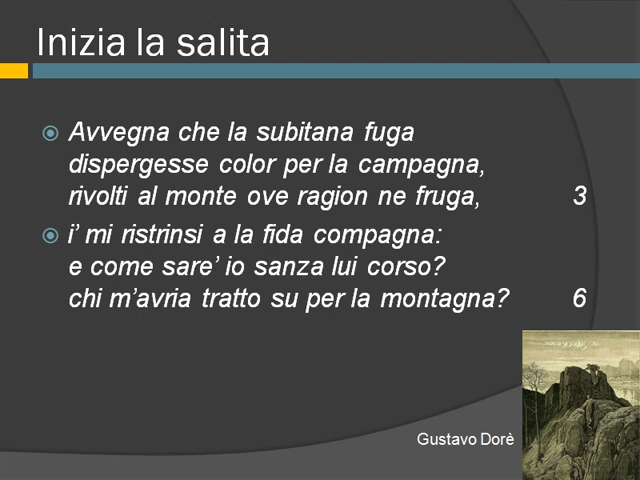 Inizia la salita
Avvegna che la subitana fuga
dispergesse color per la campagna,
rivolti al monte ove ragion ne fruga, 3
i' mi ristrinsi a la fida compagna:
e come sare' io sanza lui corso?
chi m'avria tratto su per la montagna? 6
Gustavo Dorè